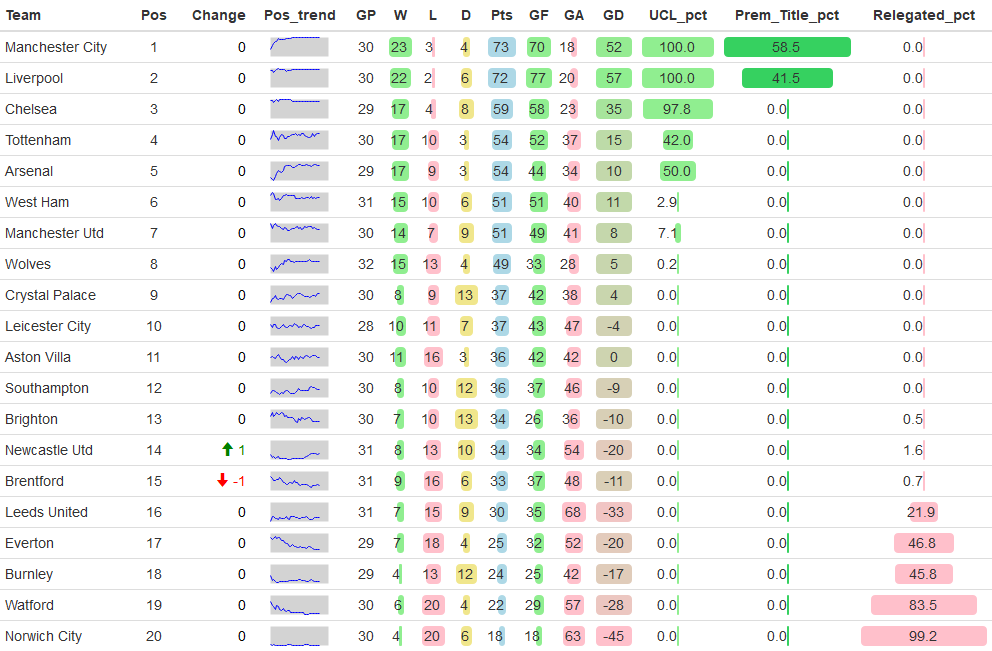 Team Pos Change Pos_trend GP W L D Pts GF GA GD UCL_pct Prem_Title_pct Relegated_pct
Manchester City 1 0 30 23 3 4 73 70 18 52 100.0 58.5 0.0
Liverpool 2 0 30 22 2 6 72 77 20 57 100.0 41.5 0.0
Chelsea 3 0 29 17 4 8 59 58 23 35 97.8 0.0 0.0
Tottenham 4 0 30 17 10 3 54 52 37 15 42.0 0.0 0.0
Arsenal 5 0 29 17 9 3 54 44 34 10 50.0 0.0 0.0
West Ham 6 0 31 15 10 6 51 51 40 11 2.9 0.0 0.0
Manchester Utd 7 0 30 14 7 9 51 49 41 8 7.1 0.0 0.0
Wolves 8 0 32 15 13 4 49 33 28 5 0.2 0.0 0.0
Crystal Palace 9 0 30 8 9 13 37 42 38 4 0.0 0.0 0.0
Leicester City 10 0 28 10 11 7 37 43 47 -4 0.0 0.0 0.0
Aston Villa 11 0 30 11 16 3 36 42 42 0 0.0 0.0 0.0
Southampton 12 0 30 8 10 12 36 37 46 -9 0.0 0.0 0.0
Brighton 13 0 30 7 10 13 34 26 36 -10 0.0 0.0 0.5
Newcastle Utd 14 1 31 8 13 10 34 34 54 -20 0.0 0.0 1.6
Brentford 15 -1 31 9 16 6 33 37 48 -11 0.0 0.0 0.7
Leeds United 16 0 31 7 15 9 30 35 68 -33 0.0 0.0 21.9
Everton 17 0 29 7 18 4 25 32 52 -20 0.0 0.0 46.8
Burnley 18 0 29 4 13 12 24 25 42 -17 0.0 0.0 45.8
Watford 19 0 30 6 20 4 22 29 57 -28 0.0 0.0 83.5
Norwich City 20 0 30 4 20 6 18 18 63 -45 0.0 0.0 99.2